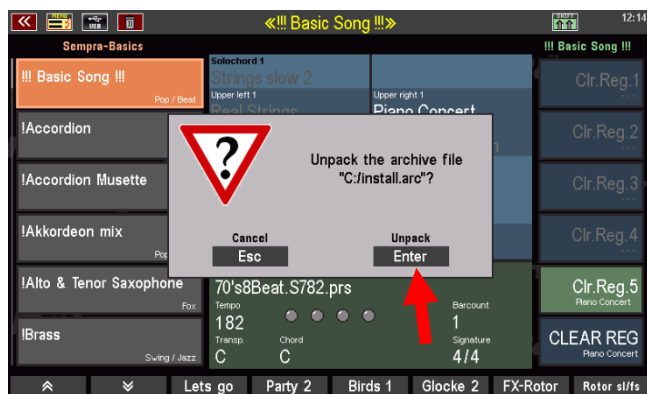 MENU
USB
«!!! Basic Song !!!»
SHIFT
12:14
Sempra-Basics
!!! Basic Song !!!
!!! Basic Song !!!
Pop / Beat
!Accordion
!Accordion Musette
!Akkordeon mix
Pop
!Alto & Tenor Saxophone
Fox
!Brass
Swing / Jazz
Solochord 1
Strings slow 2
Upper left 1
Real Strings
Upper right 1
Piano Concert
Unpack the archive file
"C:/install.arc"?
Cancel
Esc
Unpack
Enter
70's8Beat.S782.prs
Tempo
182
Barcount
1
Transp.
C
Chord
C
Signature
4/4
Clr.Reg.1
---
Clr.Reg.2
---
Clr.Reg.3
---
Clr.Reg.4
---
Clr.Reg.5
Piano Concert
CLEAR REG
Piano Concert
Lets go
Party 2
Birds 1
Glocke 2
FX-Rotor
Rotor sl/fs